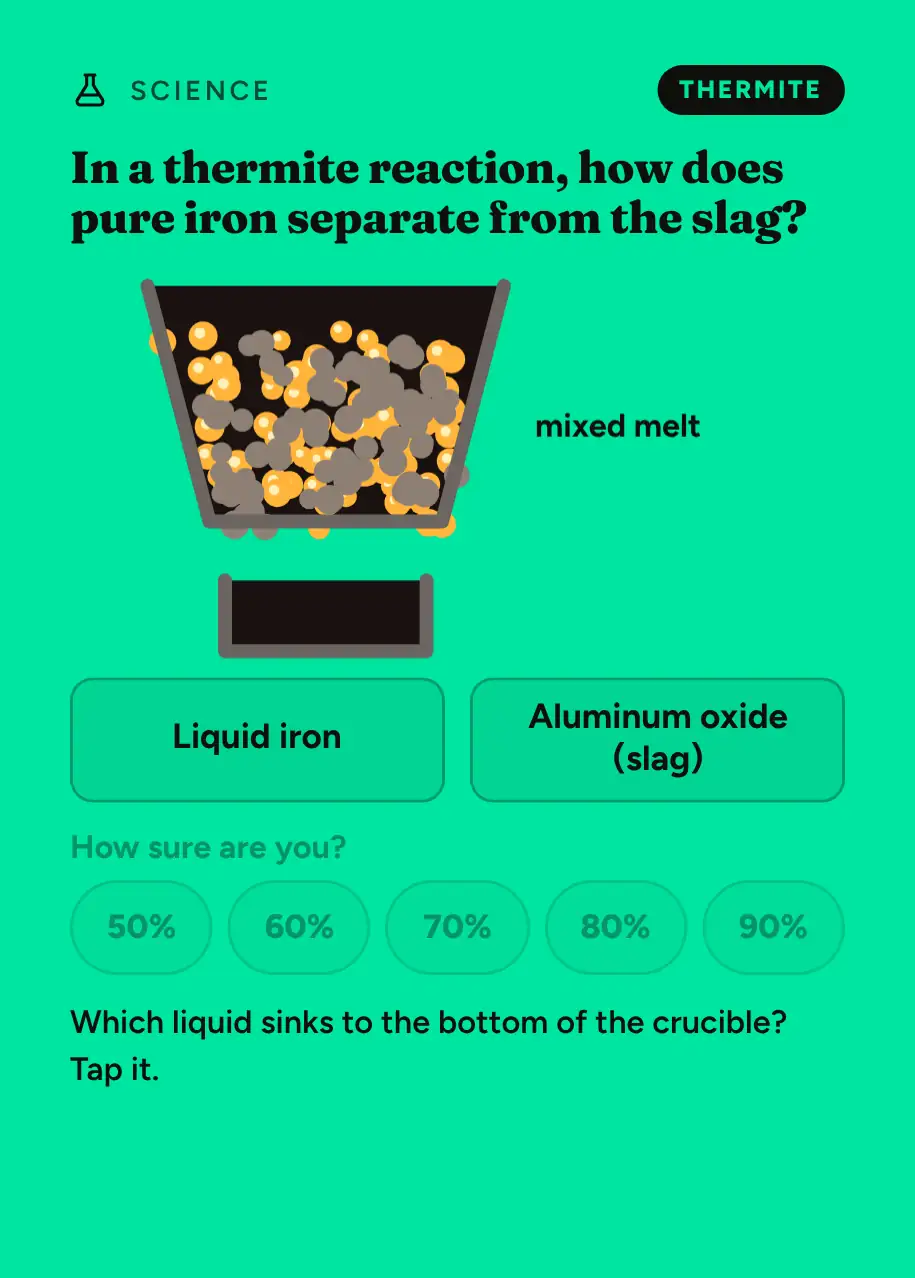 SCIENCE
THERMITE
In a thermite reaction, how does
pure iron separate from the slag?
mixed melt
Liquid iron
Aluminum oxide
(slag)
How sure are you?
50%
60%
70%
80%
90%
Which liquid sinks to the bottom of the crucible?
Tap it.